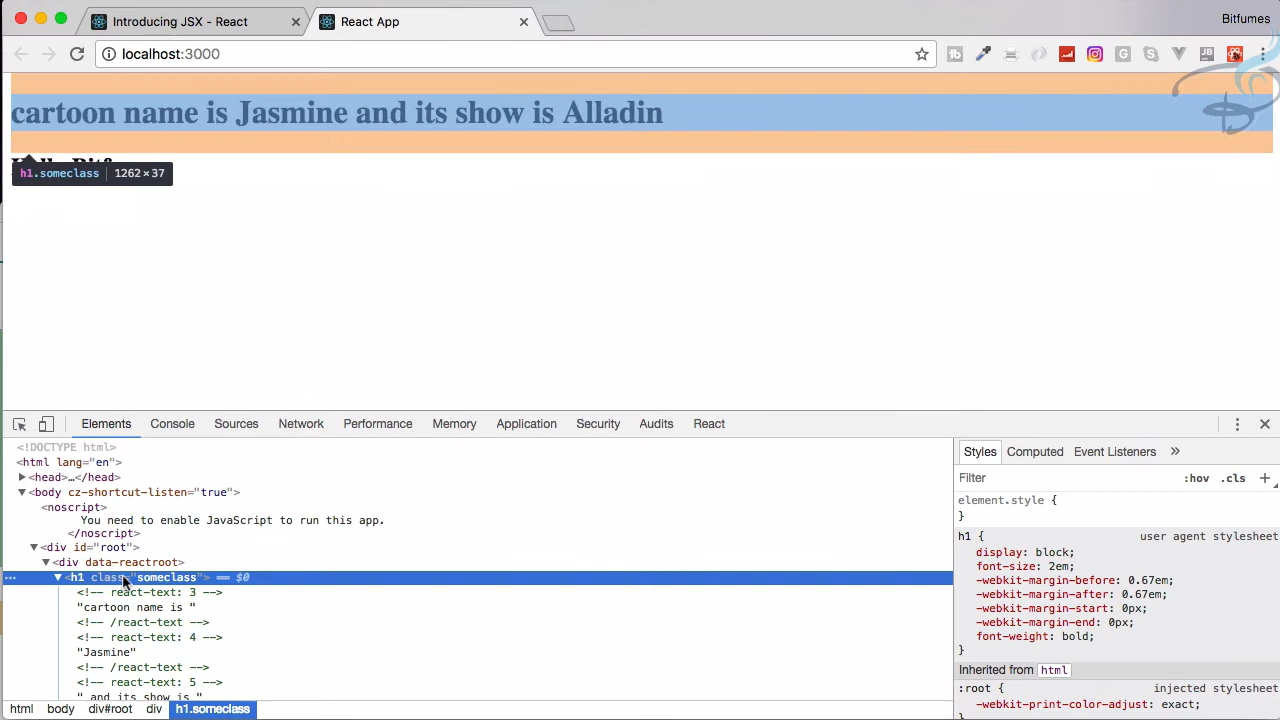 Introducing JSX - React
React App
Bitfumes
localhost:3000
cartoon name is Jasmine and its show is Alladin
h1.someclass 1262×37
Elements Console Sources Network Performance Memory Application Security Audits React
<!DOCTYPE html>
<html lang="en">
<head>…</head>
<body cz-shortcut-listen="true">
<noscript>
You need to enable JavaScript to run this app.
</noscript>
<div id="root">
<div data-reactroot>
<h1 class="someclass"> == $0
<!-- react-text: 3 -->
"cartoon name is "
<!-- /react-text -->
<!-- react-text: 4 -->
"Jasmine"
<!-- /react-text -->
<!-- react-text: 5 -->
" and its show is "
html body div#root div h1.someclass
Styles Computed Event Listeners »
Filter :hov .cls +
element.style {
}
h1 { user agent stylesheet
display: block;
font-size: 2em;
-webkit-margin-before: 0.67em;
-webkit-margin-after: 0.67em;
-webkit-margin-start: 0px;
-webkit-margin-end: 0px;
font-weight: bold;
}
Inherited from html
:root { injected stylesheet
-webkit-print-color-adjust: exact;